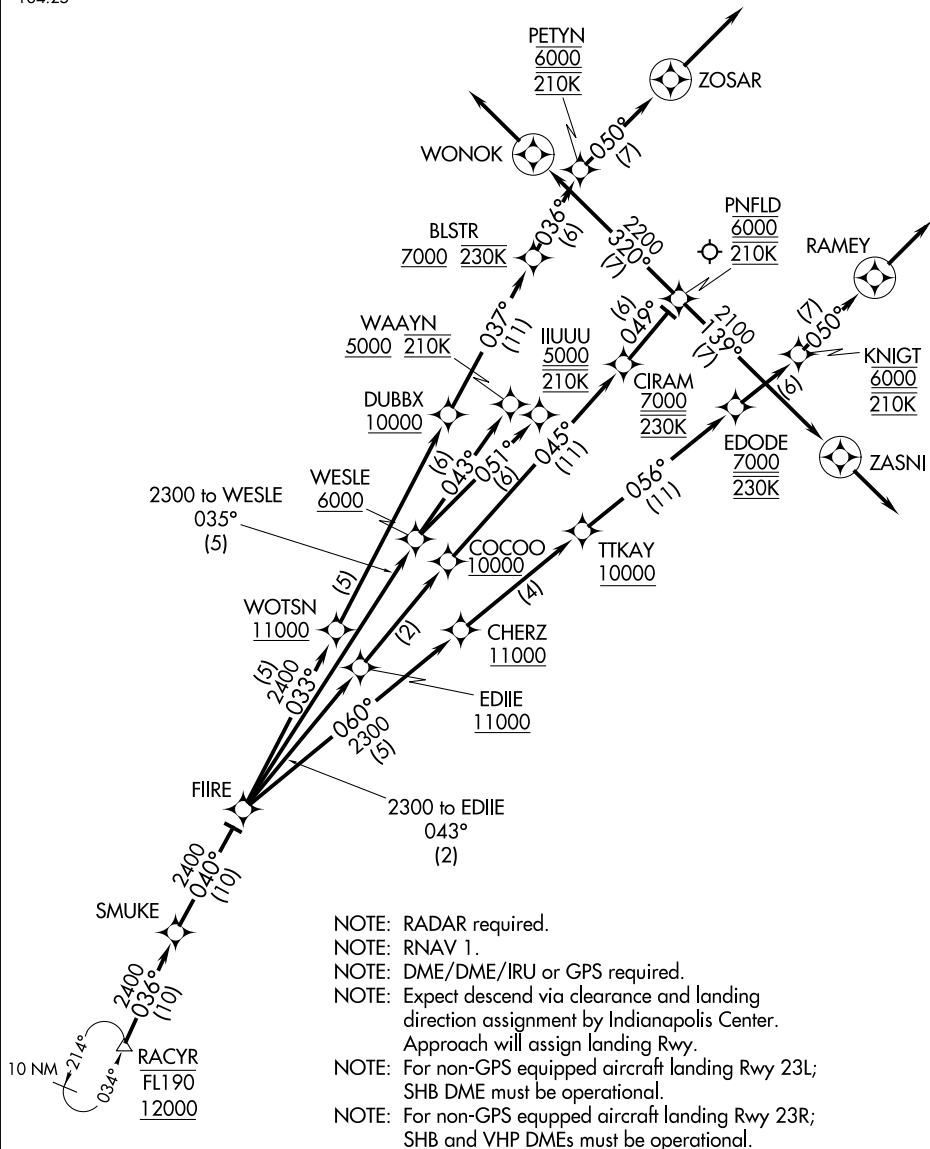 PETYN
6000
210K
ZOSAR
050°
(7)
WONOK
PNFLD
6000
210K
BLSTR
7000 230K
036°
(6)
2200
320°
(7)
RAMEY
WAAYN
5000 210K
037°
(11)
IIUUU
5000
210K
(6)
049°
2100
139°
(7)
(7)
050°
KNIGT
6000
210K
(6)
DUBBX
10000
CIRAM
7000
230K
EDODE
7000
230K
ZASNI
(6)
043°
051°
(6)
045°
(11)
WESLE
6000
2300 to WESLE
035°
(5)
056°
(11)
COCOO
10000
TTKAY
10000
(5)
WOTSN
11000
(2)
(4)
CHERZ
11000
(5)
2400
033°
EDIIE
11000
060°
2300
(5)
FIIRE
2300 to EDIIE
043°
(2)
2400
040°
(10)
SMUKE
2400
036°
(10)
10 NM
214°
034°
RACYR
FL190
12000
NOTE: RADAR required.
NOTE: RNAV 1.
NOTE: DME/DME/IRU or GPS required.
NOTE: Expect descend via clearance and landing
direction assignment by Indianapolis Center.
Approach will assign landing Rwy.
NOTE: For non-GPS equipped aircraft landing Rwy 23L;
SHB DME must be operational.
NOTE: For non-GPS equpped aircraft landing Rwy 23R;
SHB and VHP DMEs must be operational.